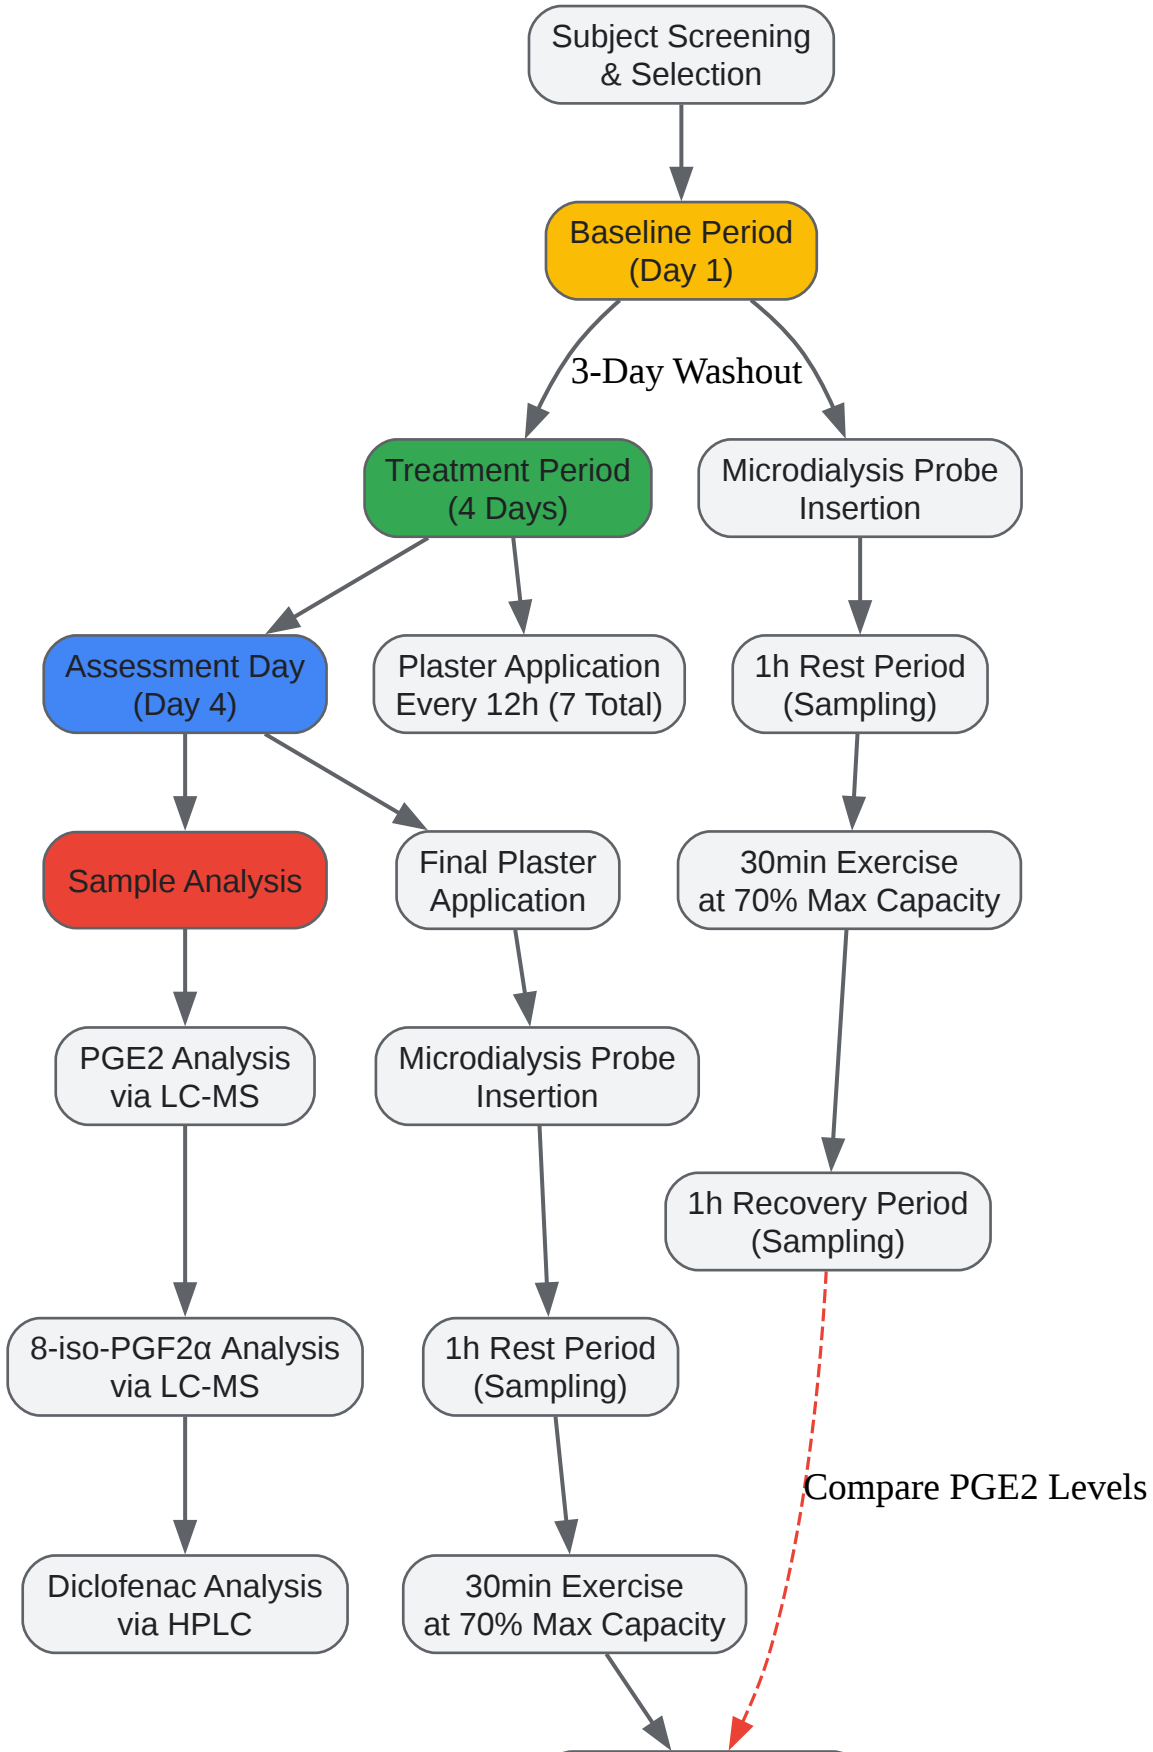 Subject Screening
& Selection
Baseline Period
(Day 1)
3-Day Washout
Treatment Period
(4 Days)
Microdialysis Probe
Insertion
Assessment Day
(Day 4)
Plaster Application
Every 12h (7 Total)
1h Rest Period
(Sampling)
Sample Analysis
Final Plaster
Application
30min Exercise
at 70% Max Capacity
PGE2 Analysis
via LC-MS
Microdialysis Probe
Insertion
1h Recovery Period
(Sampling)
8-iso-PGF2α Analysis
via LC-MS
1h Rest Period
(Sampling)
Compare PGE2 Levels
Diclofenac Analysis
via HPLC
30min Exercise
at 70% Max Capacity